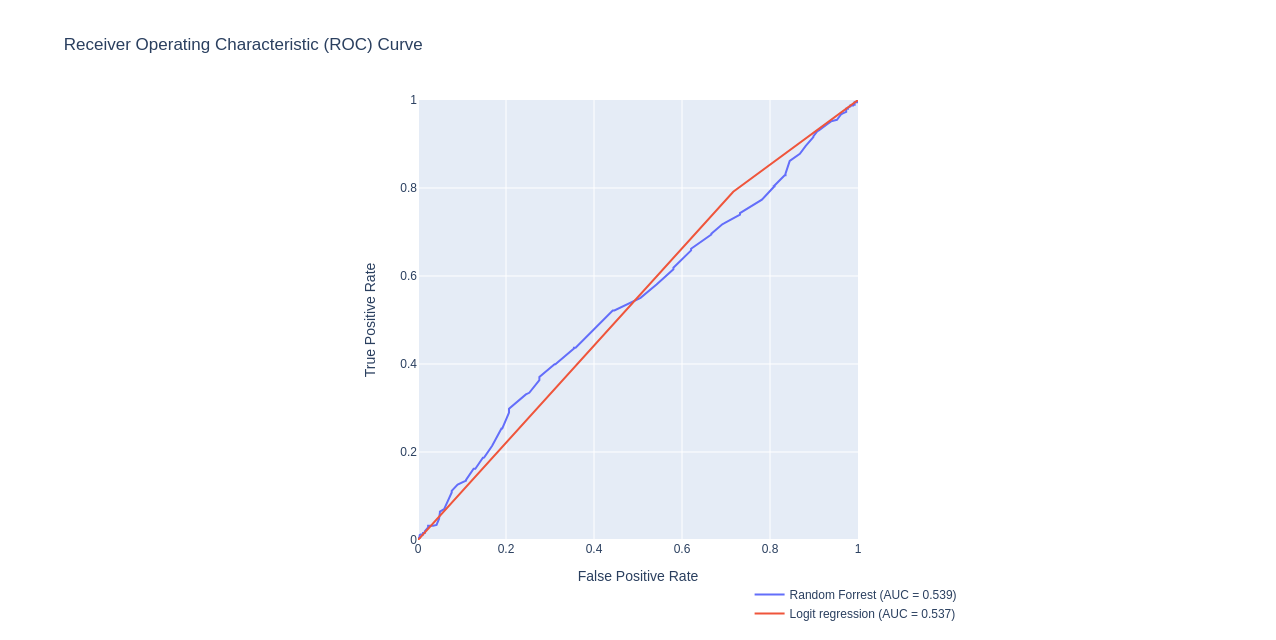 Receiver Operating Characteristic (ROC) Curve
1
0.8
0.6
0.4
0.2
0
True Positive Rate
0 0.2 0.4 0.6 0.8 1
False Positive Rate
Random Forrest (AUC = 0.539)
Logit regression (AUC = 0.537)